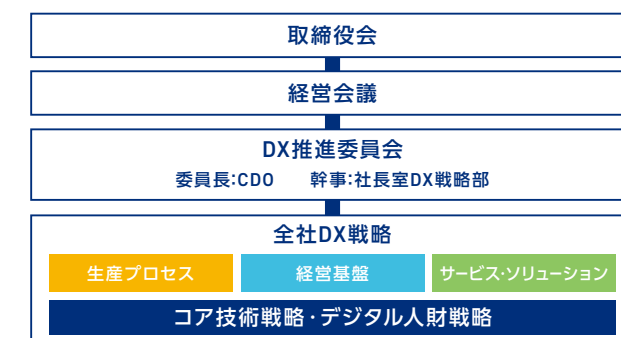 取締役会
経営会議
DX推進委員会
委員長:CDO 幹事:社長室DX戦略部
全社DX戦略
生産プロセス 経営基盤 サービス・ソリューション
コア技術戦略・デジタル人財戦略